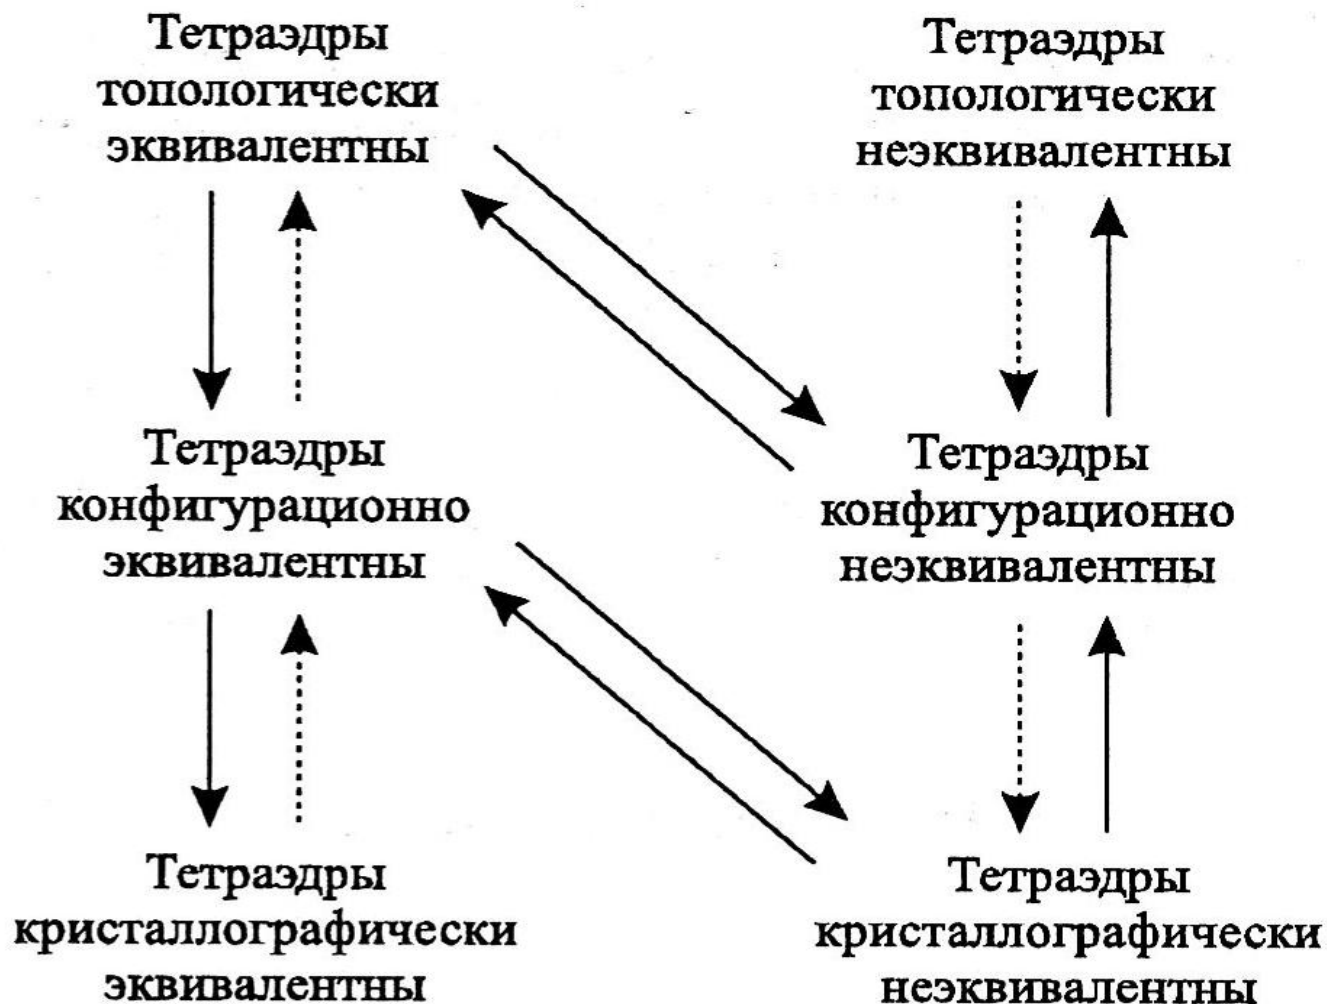 Тетраэдры
топологически
эквивалентны
Тетраэдры
топологически
неэквивалентны
Тетраэдры
конфигурационно
эквивалентны
Тетраэдры
конфигурационно
неэквивалентны
Тетраэдры
кристаллографически
эквивалентны
Тетраэдры
кристаллографически
неэквивалентны